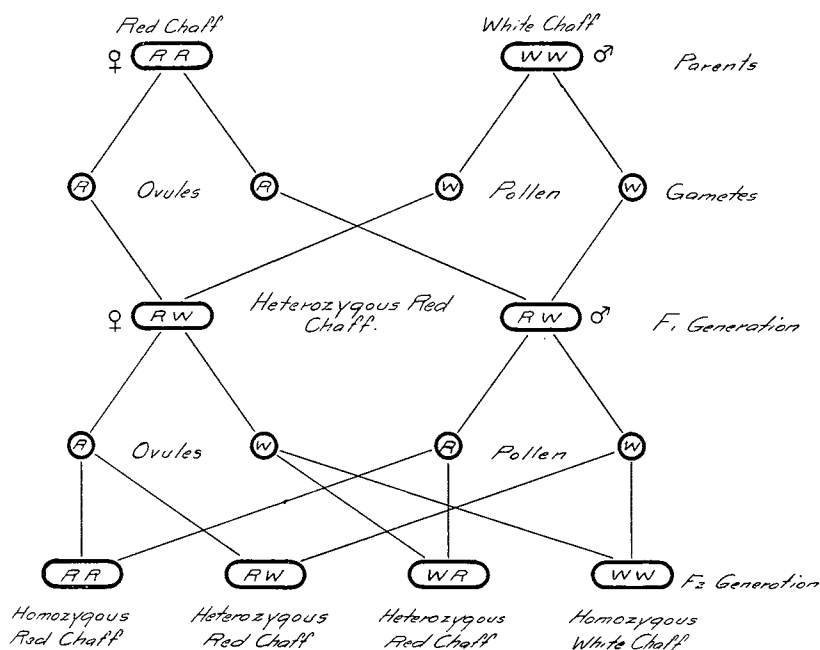 Red Chaff White Chaff
♀ RR WW ♂ Parents
R Ovules R W Pollen W Gametes
♀ RW Heterozygous Red RW ♂
Chaff. F1 Generation
R Ovules W R Pollen W
RR RW WR WW F2 Generation
Homozygous Heterozygous Heterozygous Homozygous
R3d Chaff Red Chaff Red Chaff White Chaff